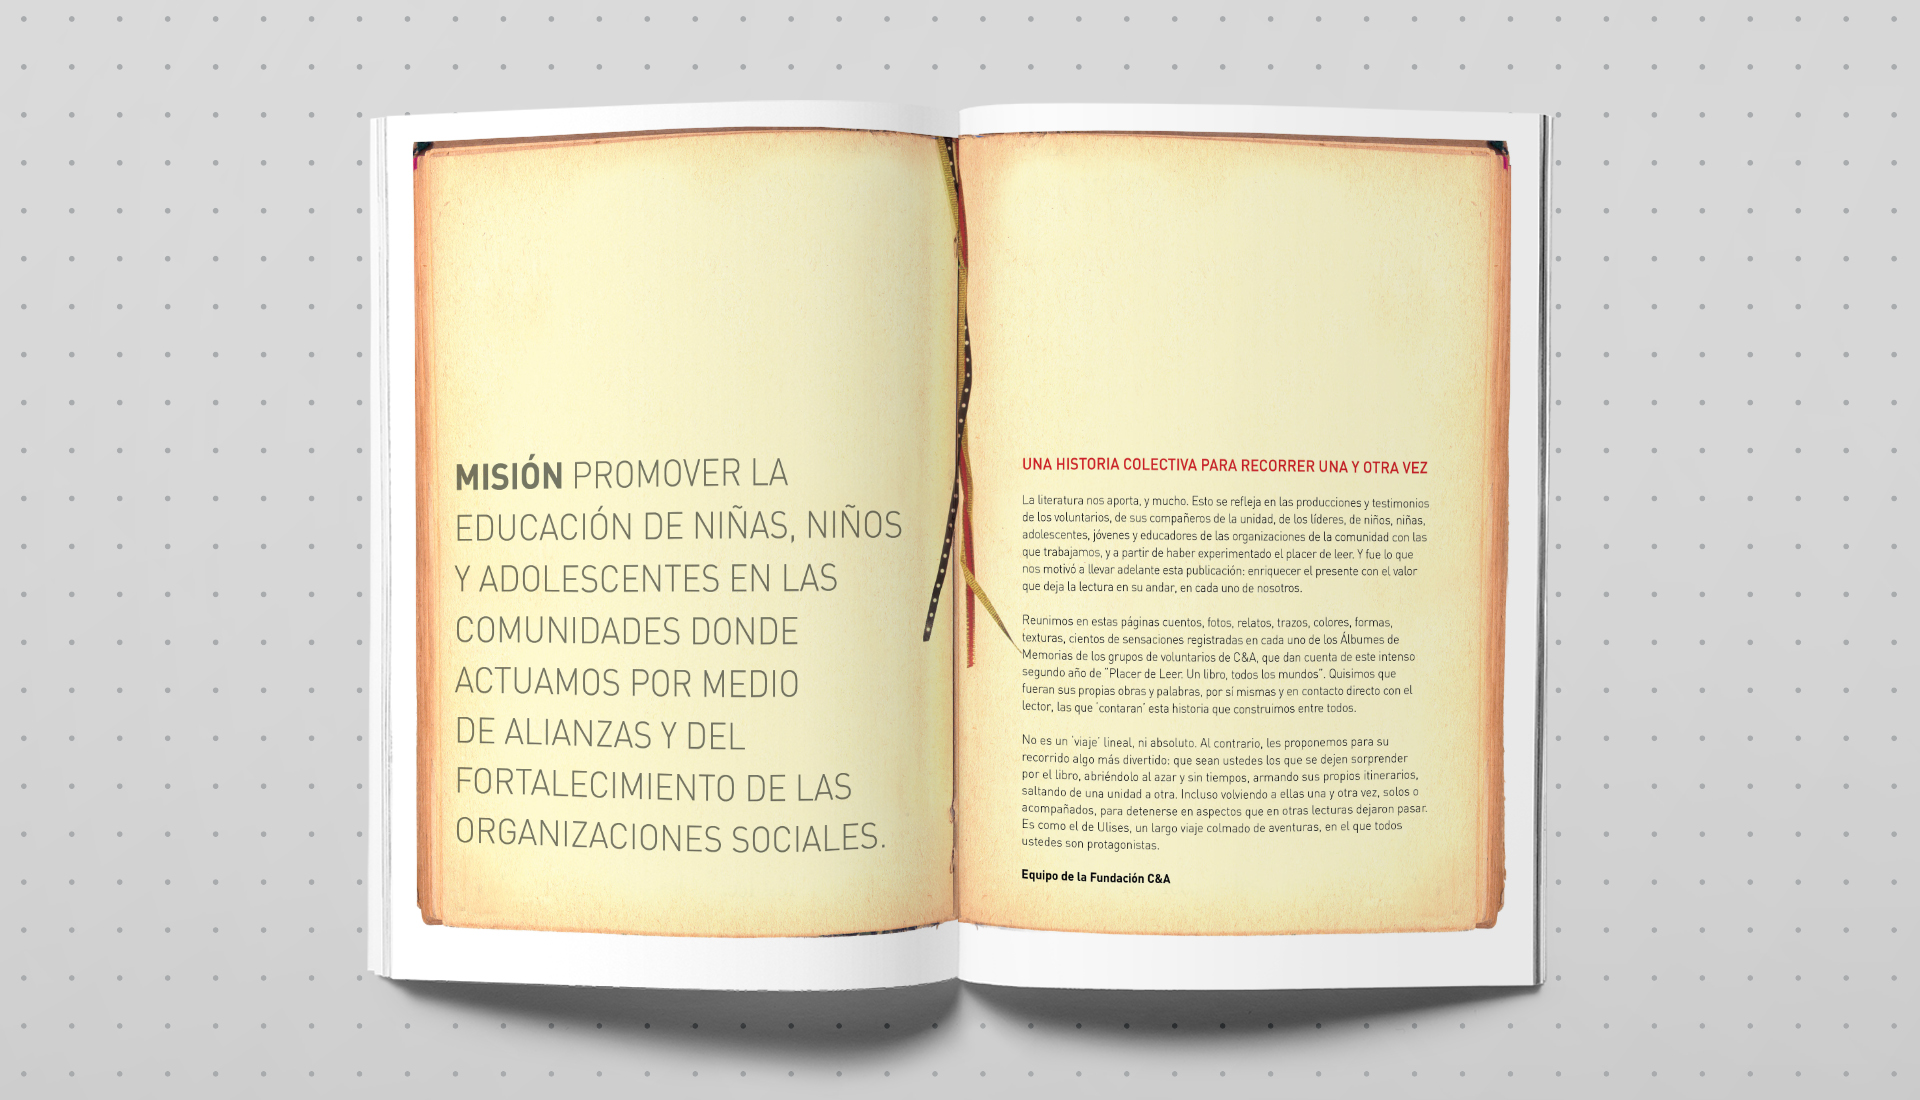 MISIÓN PROMOVER LA
EDUCACIÓN DE NIÑAS, NIÑOS
Y ADOLESCENTES EN LAS
COMUNIDADES DONDE
ACTUAMOS POR MEDIO
DE ALIANZAS Y DEL
FORTALECIMIENTO DE LAS
ORGANIZACIONES SOCIALES.
UNA HISTORIA COLECTIVA PARA RECORRER UNA Y OTRA VEZ
La literatura nos aporta, y mucho. Esto se refleja en las producciones y testimonios
de los voluntarios, de sus compañeros de la unidad, de los líderes, de niños, niñas,
adolescentes, jóvenes y educadores de las organizaciones de la comunidad con las
que trabajamos, y a partir de haber experimentado el placer de leer. Y fue lo que
nos motivó a llevar adelante esta publicación: enriquecer el presente con el valor
que deja la lectura en su andar, en cada uno de nosotros.
Reunimos en estas páginas cuentos, fotos, relatos, trazos, colores, formas,
texturas, cientos de sensaciones registradas en cada uno de los Álbumes de
Memorias de los grupos de voluntarios de C&A, que dan cuenta de este intenso
segundo año de "Placer de Leer. Un libro, todos los mundos". Quisimos que
fueran sus propias obras y palabras, por sí mismas y en contacto directo con el
lector, las que 'contaran' esta historia que construimos entre todos.
No es un 'viaje' lineal, ni absoluto. Al contrario, les proponemos para su
recorrido algo más divertido: que sean ustedes los que se dejen sorprender
por el libro, abriéndolo al azar y sin tiempos, armando sus propios itinerarios,
saltando de una unidad a otra. Incluso volviendo a ellas una y otra vez, solos o
acompañados, para detenerse en aspectos que en otras lecturas dejaron pasar.
Es como el de Ulises, un largo viaje colmado de aventuras, en el que todos
ustedes son protagonistas.
Equipo de la Fundación C&A